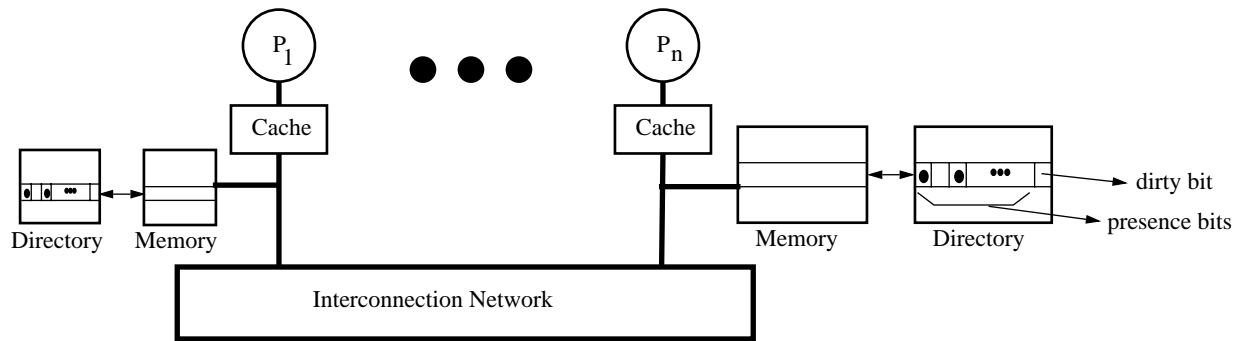 P1
Pn
Cache
Cache
dirty bit
presence bits
Directory
Memory
Memory
Directory
Interconnection Network